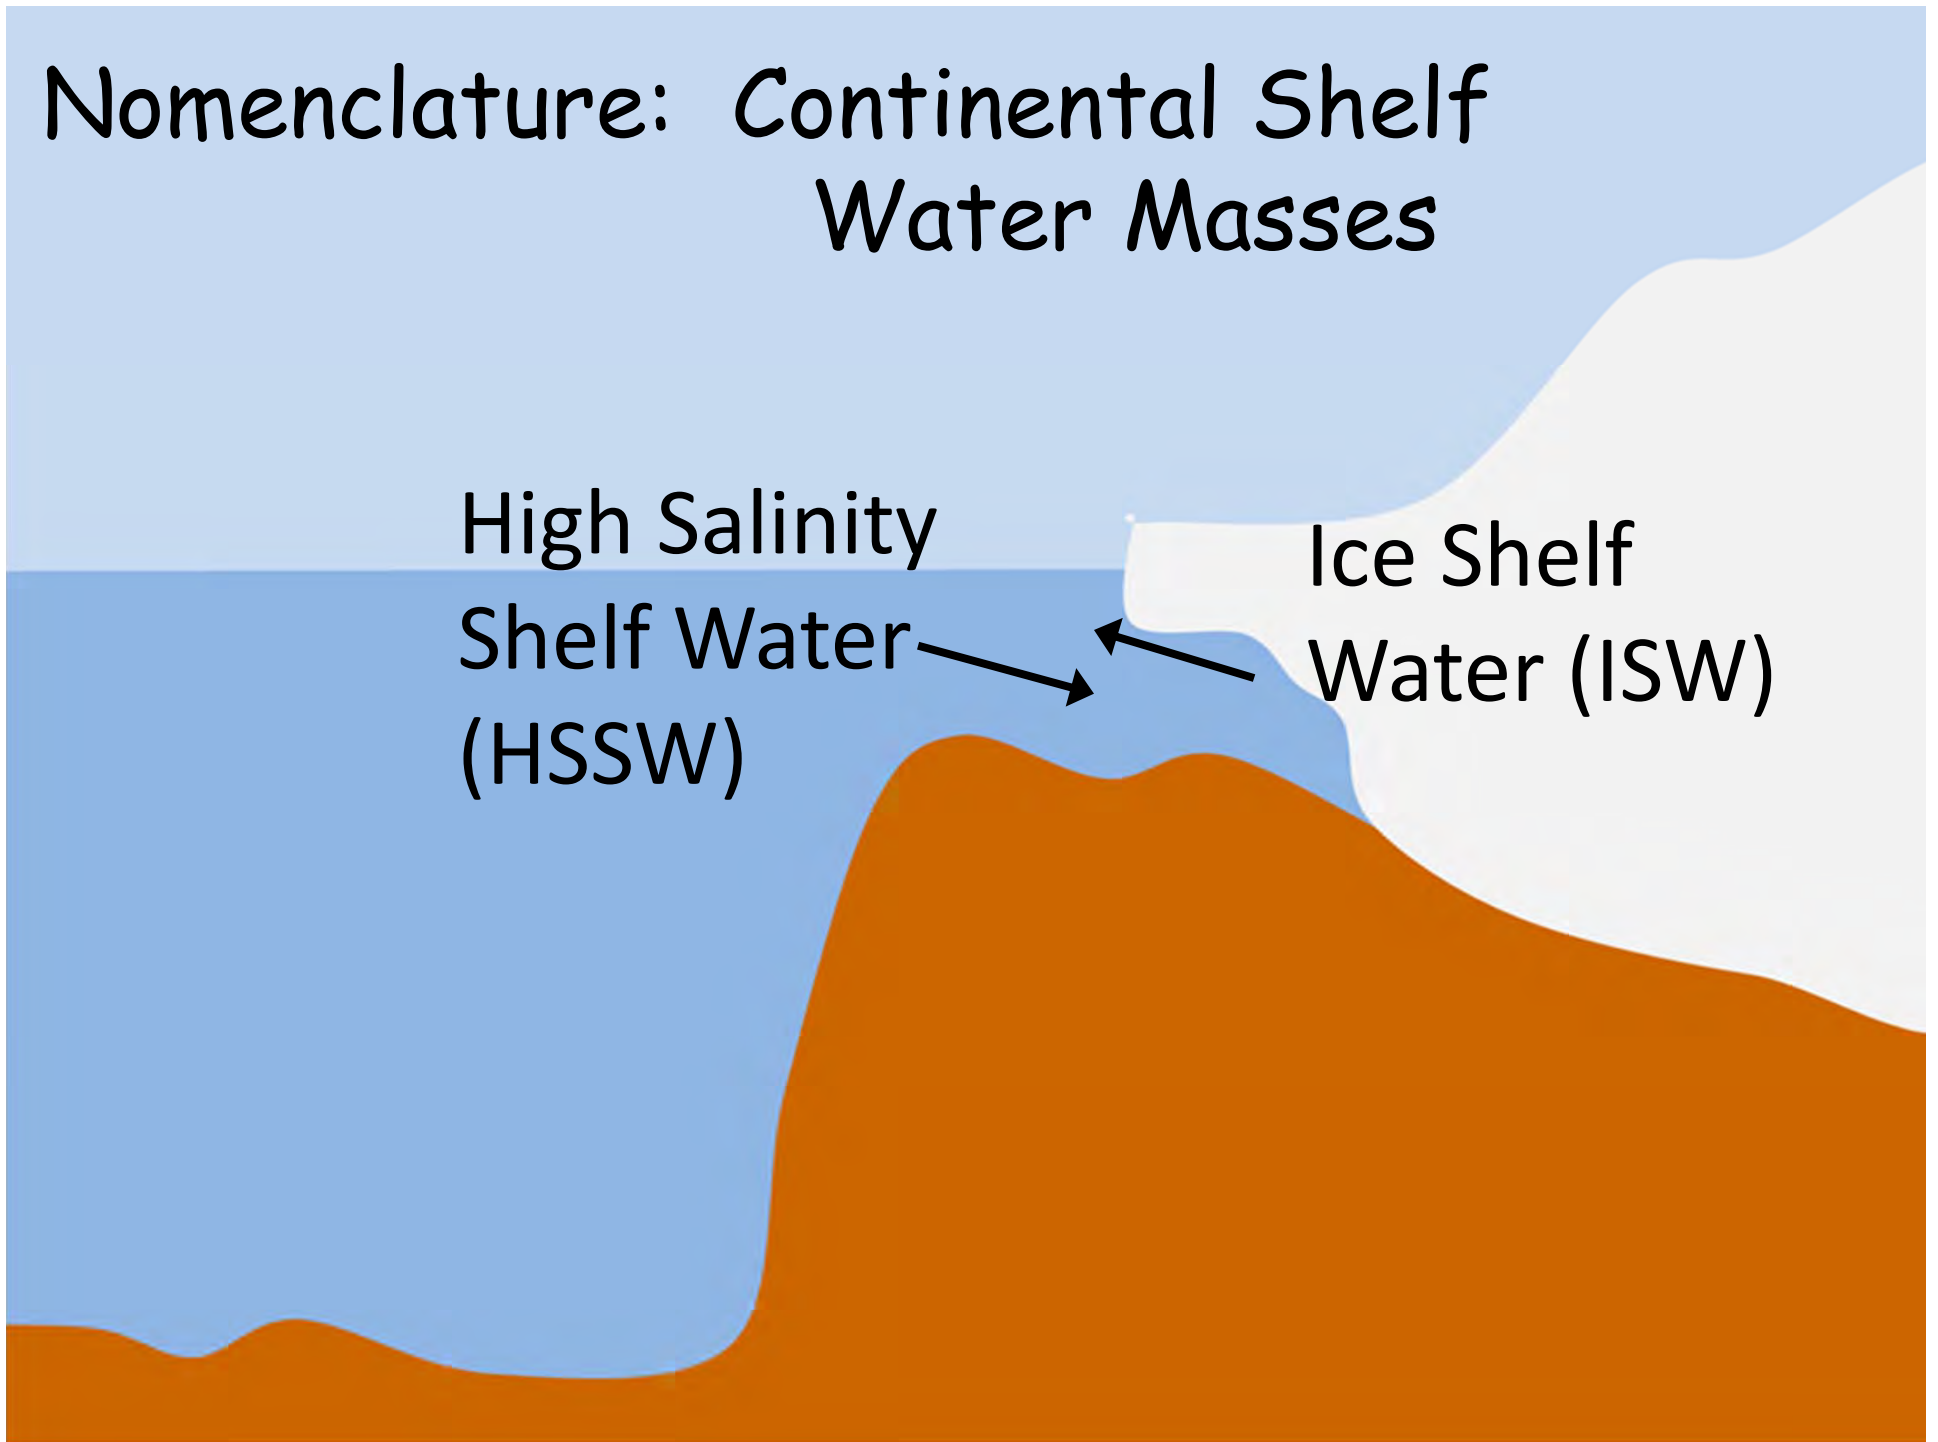 Nomenclature: Continental Shelf
Water Masses
High Salinity
Shelf Water
(HSSW)
Ice Shelf
Water (ISW)